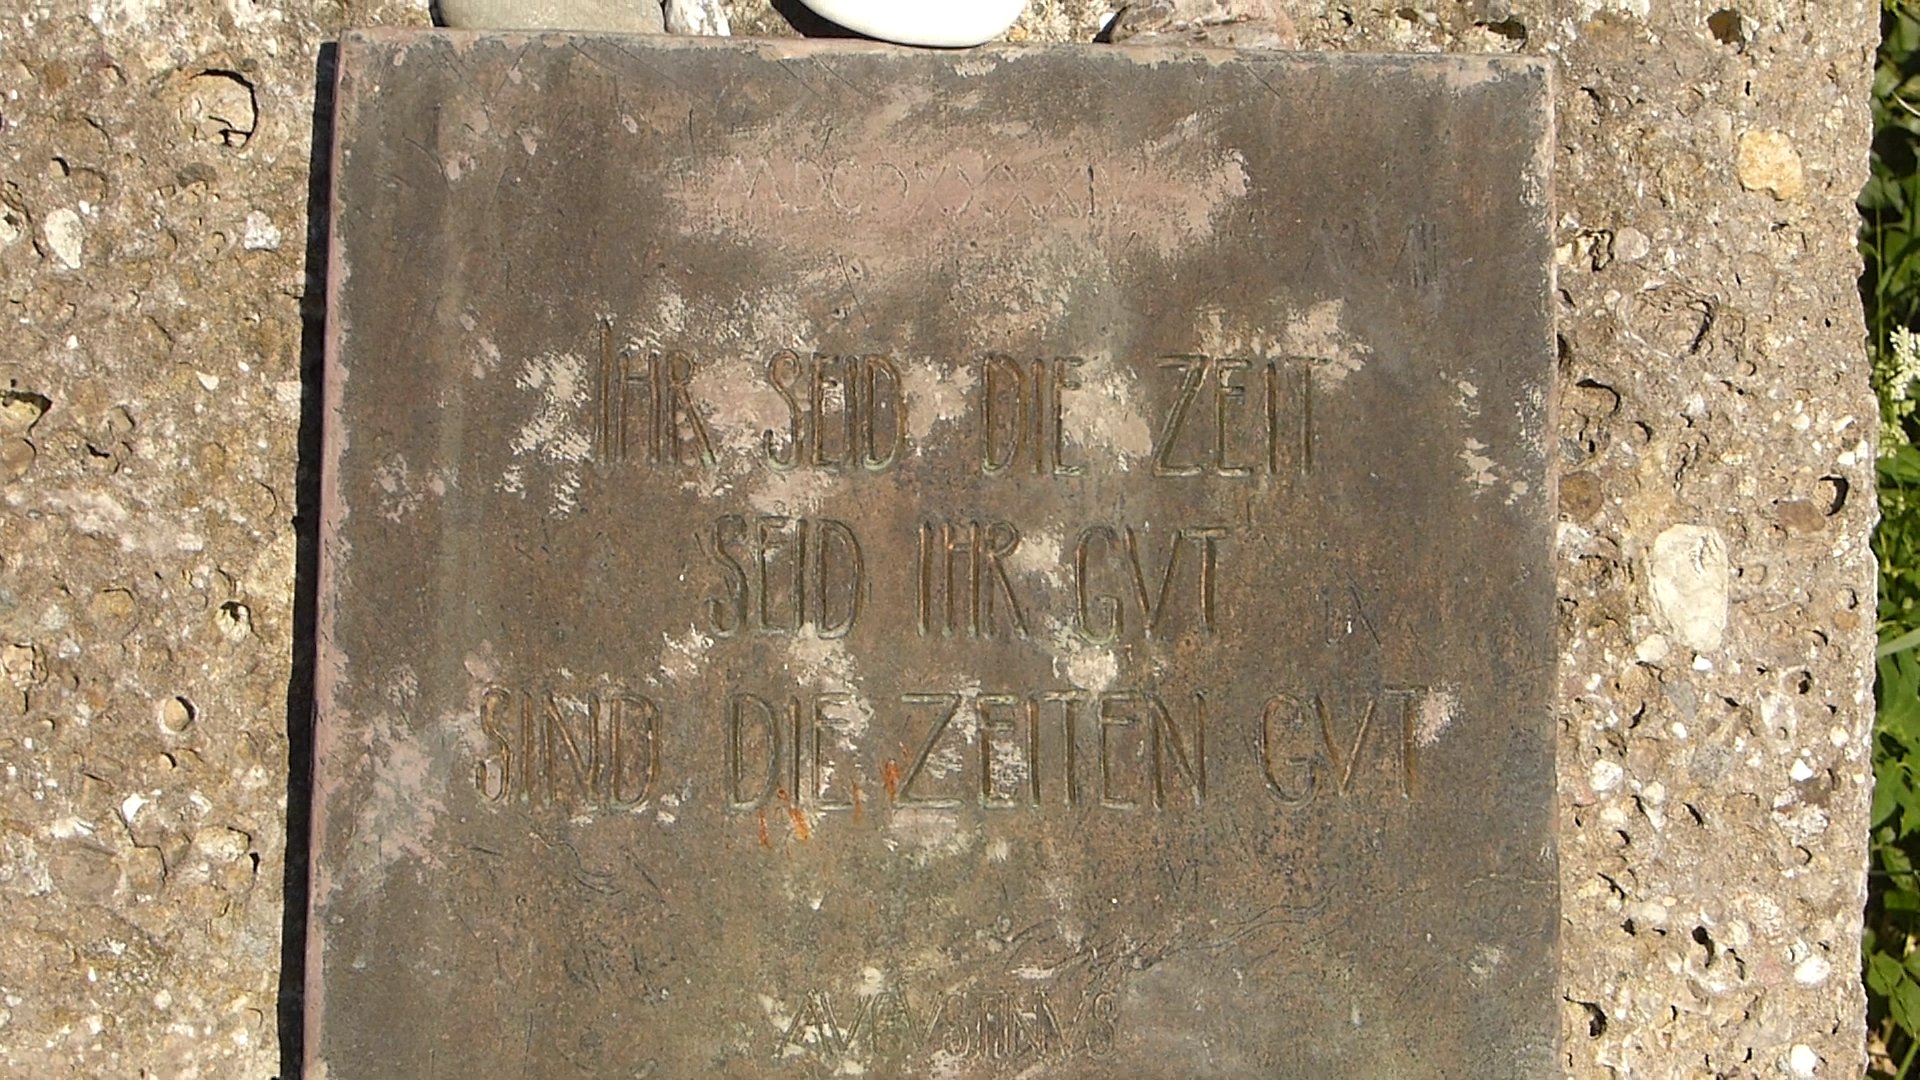 IHR SEID DIE ZEIT
SEID IHR GVT
SIND DIE ZEITEN GVT
AVGVSTINVS